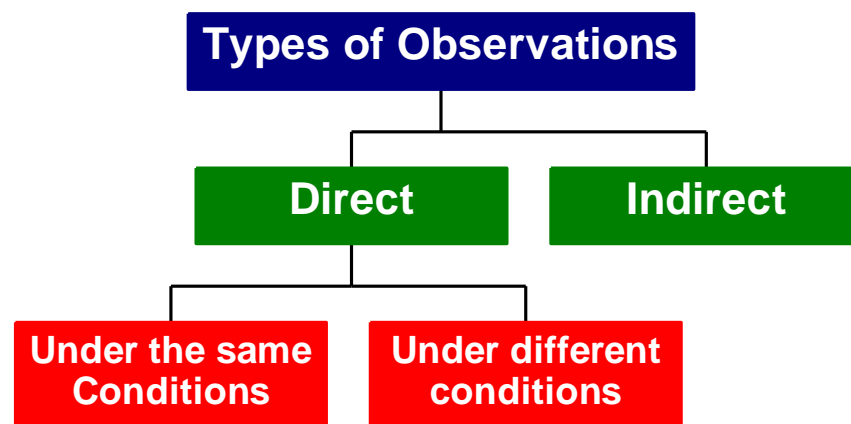 Types of Observations
Direct
Indirect
Under the same
Conditions
Under different
conditions